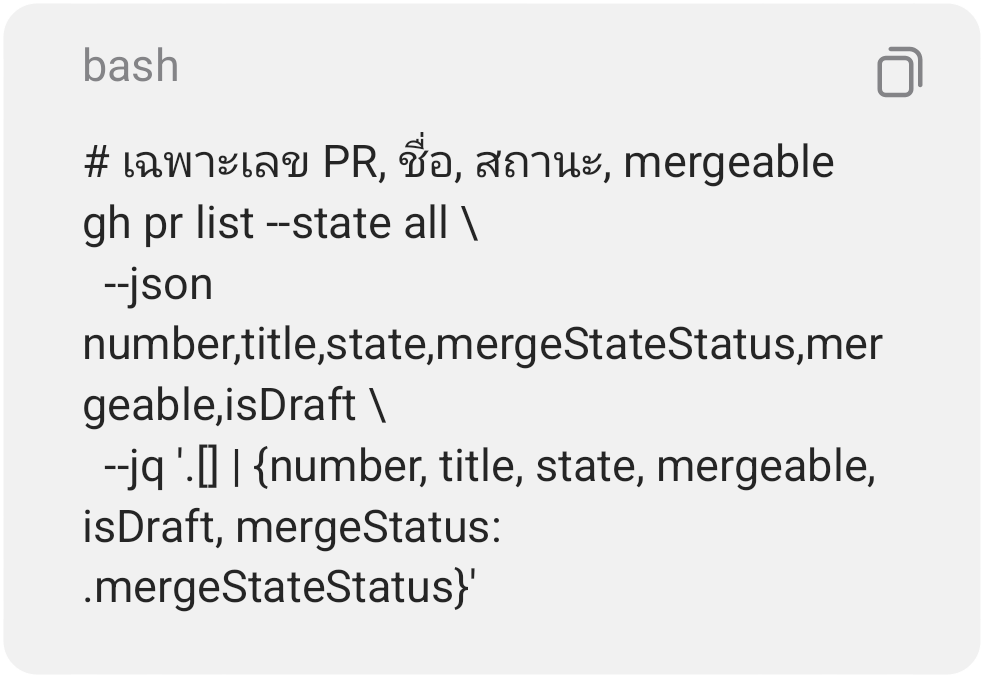 bash
# เฉพาะเลข PR, ชื่อ, สถานะ, mergeable
gh pr list --state all \
  --json
number,title,state,mergeStateStatus,mer
geable,isDraft \
  --jq '.[] | {number, title, state, mergeable,
isDraft, mergeStatus:
.mergeStateStatus}'